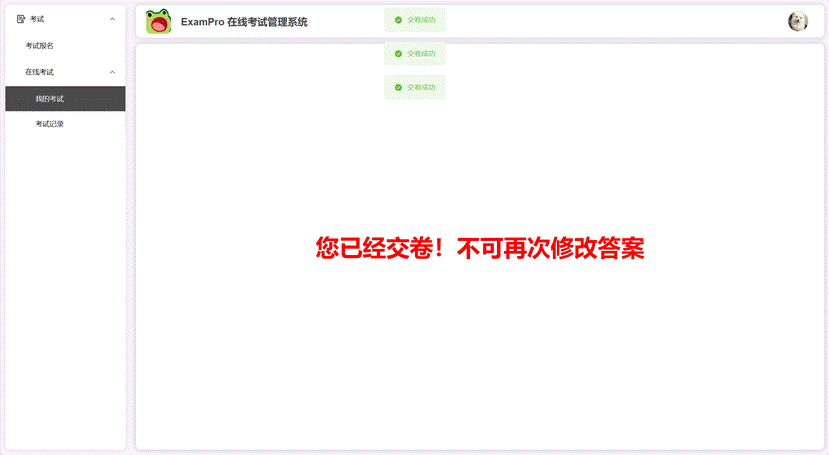 考试
考试报名
在线考试
我的考试
考试记录
ExamPro 在线考试管理系统
交卷成功
交卷成功
交卷成功
您已经交卷！不可再次修改答案